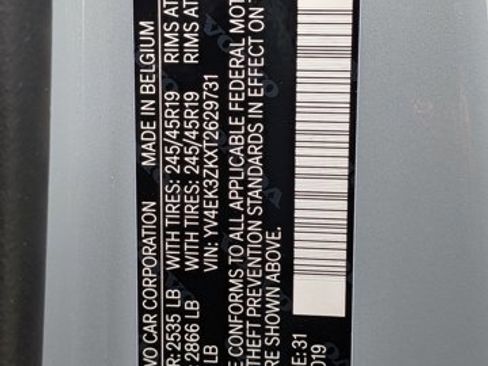 VO CAR CORPORATION MADE IN BELGIUM
R: 2535 LB WITH TIRES: 245/45R19 RIMS AT
: 2866 LB WITH TIRES: 245/45R19 RIMS AT
LB VIN: YV4EK3ZKXT2629731
E CONFORMS TO ALL APPLICABLE FEDERAL MOT
THEFT PREVENTION STANDARDS IN EFFECT ON
RE SHOWN ABOVE.
E: 31
019